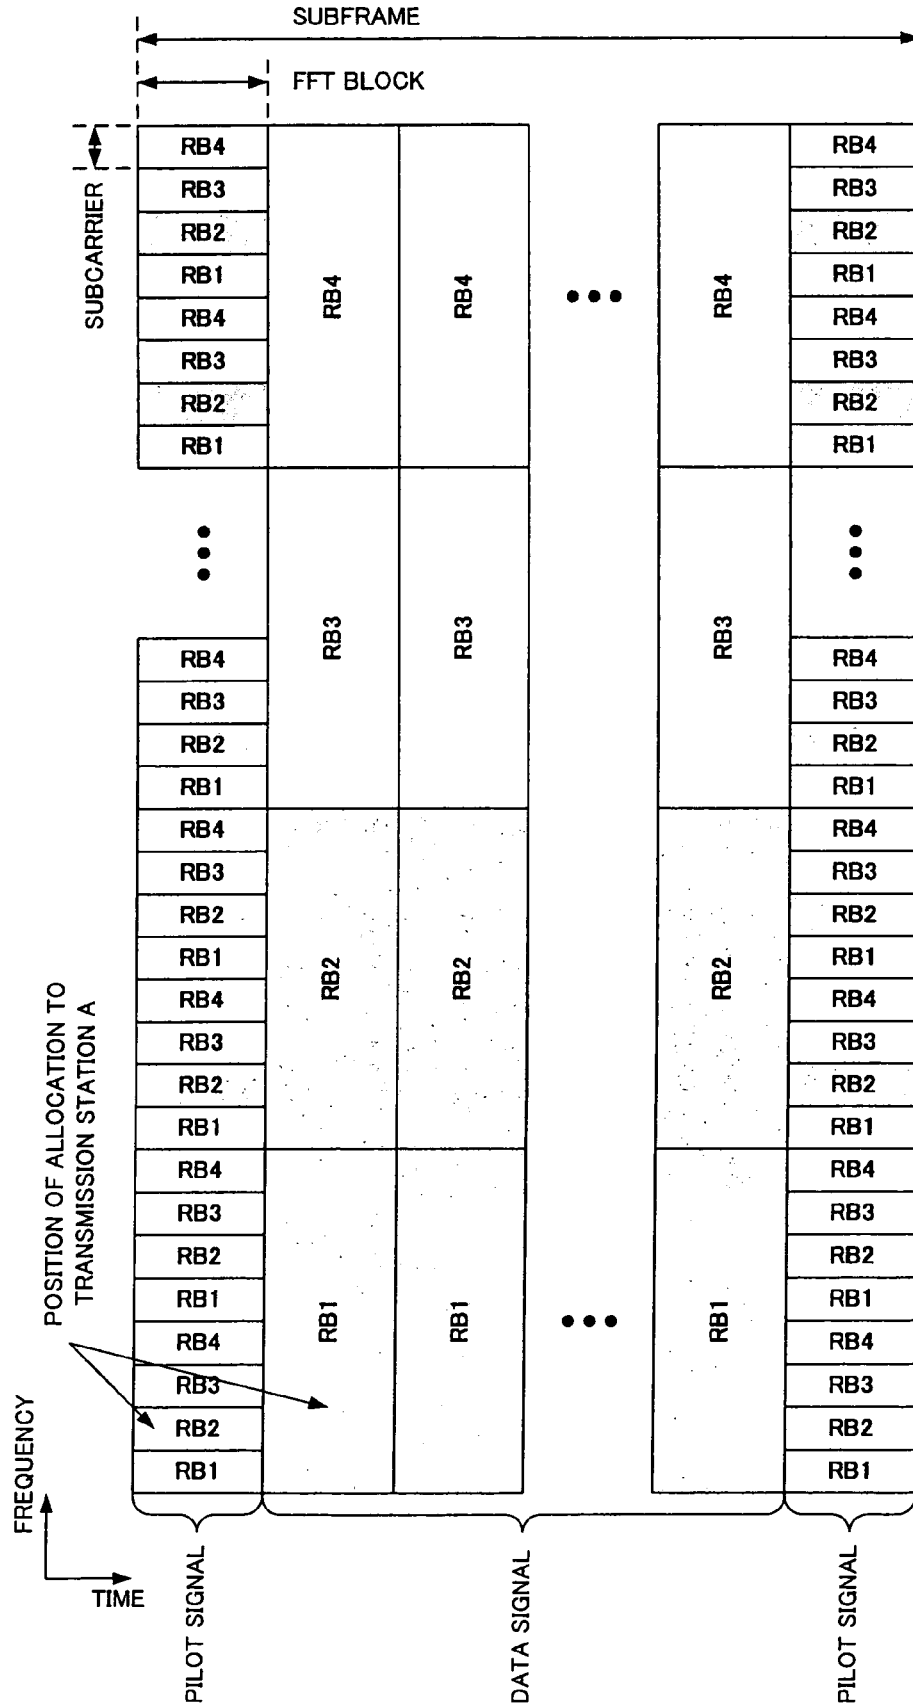 SUBFRAME
FFT BLOCK
SUBCARRIER
RB4
RB3
RB2
RB1
RB4
RB3
RB2
RB1
RB4
RB3
RB2
RB1
RB4
RB3
RB2
RB1
RB4
RB3
RB2
RB1
RB4
RB3
RB2
RB1
RB4
RB3
RB2
RB1
RB4
RB3
RB2
RB1
RB4
RB3
RB2
RB1
RB4
RB3
RB2
RB1
RB4
RB3
RB2
RB1
RB4
RB3
RB2
RB1
RB4
RB3
RB2
RB1
RB4
RB3
RB2
RB1
RB4
RB3
RB2
RB1
RB4
RB3
RB2
RB1
POSITION OF ALLOCATION TO
TRANSMISSION STATION A
FREQUENCY
TIME
PILOT SIGNAL
DATA SIGNAL
PILOT SIGNAL